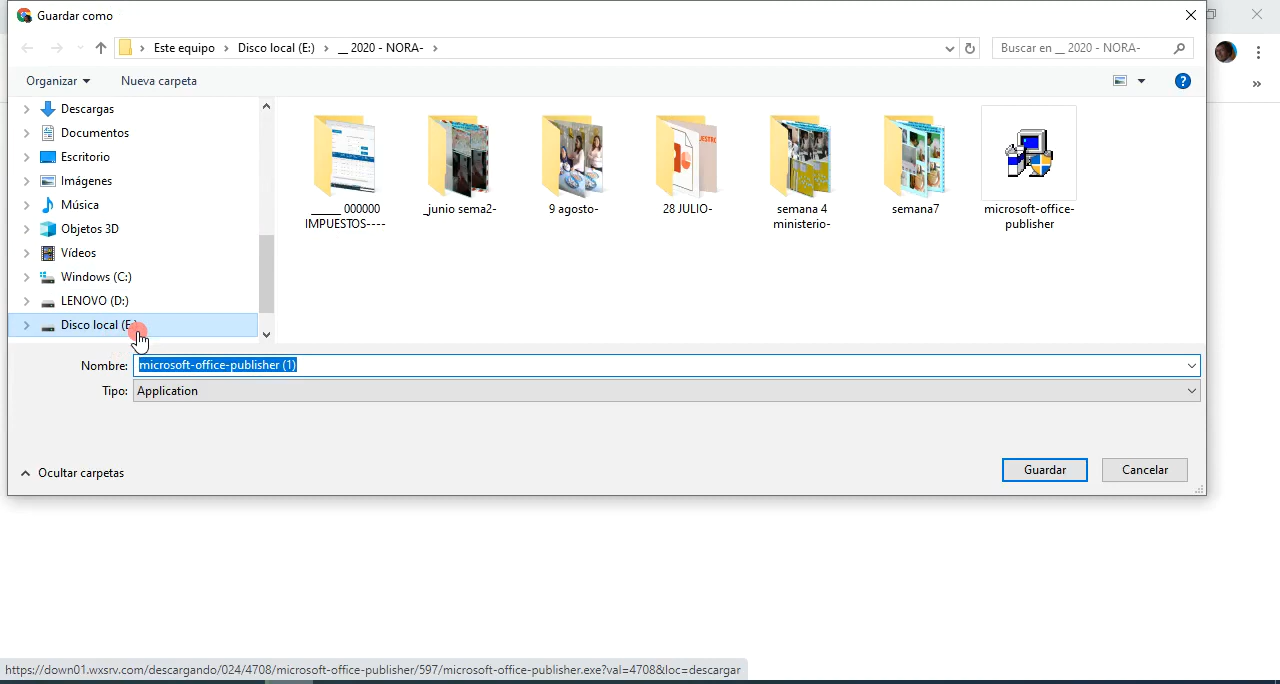 Guardar como
Este equipo > Disco local (E:) > __ 2020 - NORA- >
Buscar en __ 2020 - NORA-
Organizar
Nueva carpeta
Descargas
Documentos
Escritorio
Imágenes
Música
Objetos 3D
Vídeos
Windows (C:)
LENOVO (D:)
Disco local (E:)
_____ 000000
IMPUESTOS----
_junio sema2-
9 agosto-
28 JULIO-
semana 4
ministerio-
semana7
microsoft-office-
publisher
Nombre: microsoft-office-publisher (1)
Tipo: Application
Ocultar carpetas
Guardar
Cancelar
https://down01.wxsrv.com/descargando/024/4708/microsoft-office-publisher/597/microsoft-office-publisher.exe?val=4708&loc=descargar